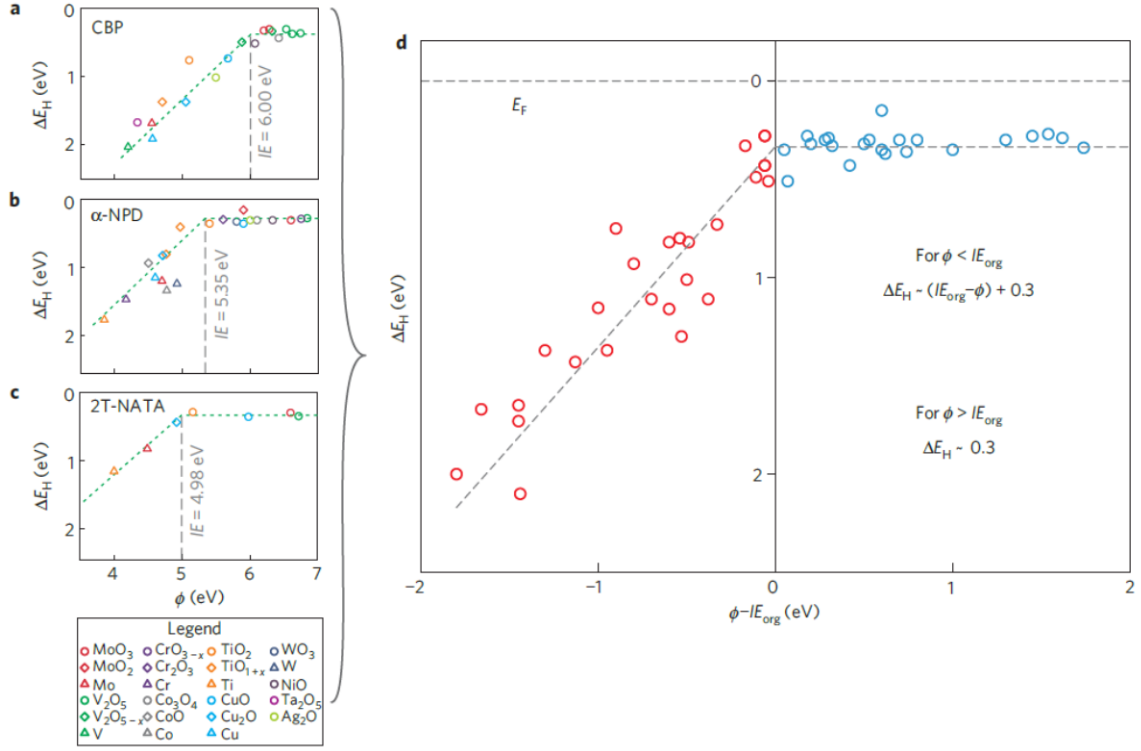 a
CBP
0
1
2
ΔE_H (eV)
IE = 6.00 eV
b
α-NPD
0
1
2
ΔE_H (eV)
IE = 5.35 eV
c
2T-NATA
0
1
2
ΔE_H (eV)
IE = 4.98 eV
4 5 6 7
ϕ (eV)
Legend
MoO₃ CrO₃₋ₓ TiO₂ WO₃
MoO₂ Cr₂O₃ TiO₁₊ₓ W
Mo Cr Ti NiO
V₂O₅ Co₃O₄ CuO Ta₂O₅
V₂O₅₋ₓ CoO Cu₂O Ag₂O
V Co Cu
d
0
E_F
1
2
ΔE_H (eV)
For ϕ < IE_org
ΔE_H ~ (IE_org–ϕ) + 0.3
For ϕ > IE_org
ΔE_H ~ 0.3
−2 −1 0 1 2
ϕ–IE_org (eV)